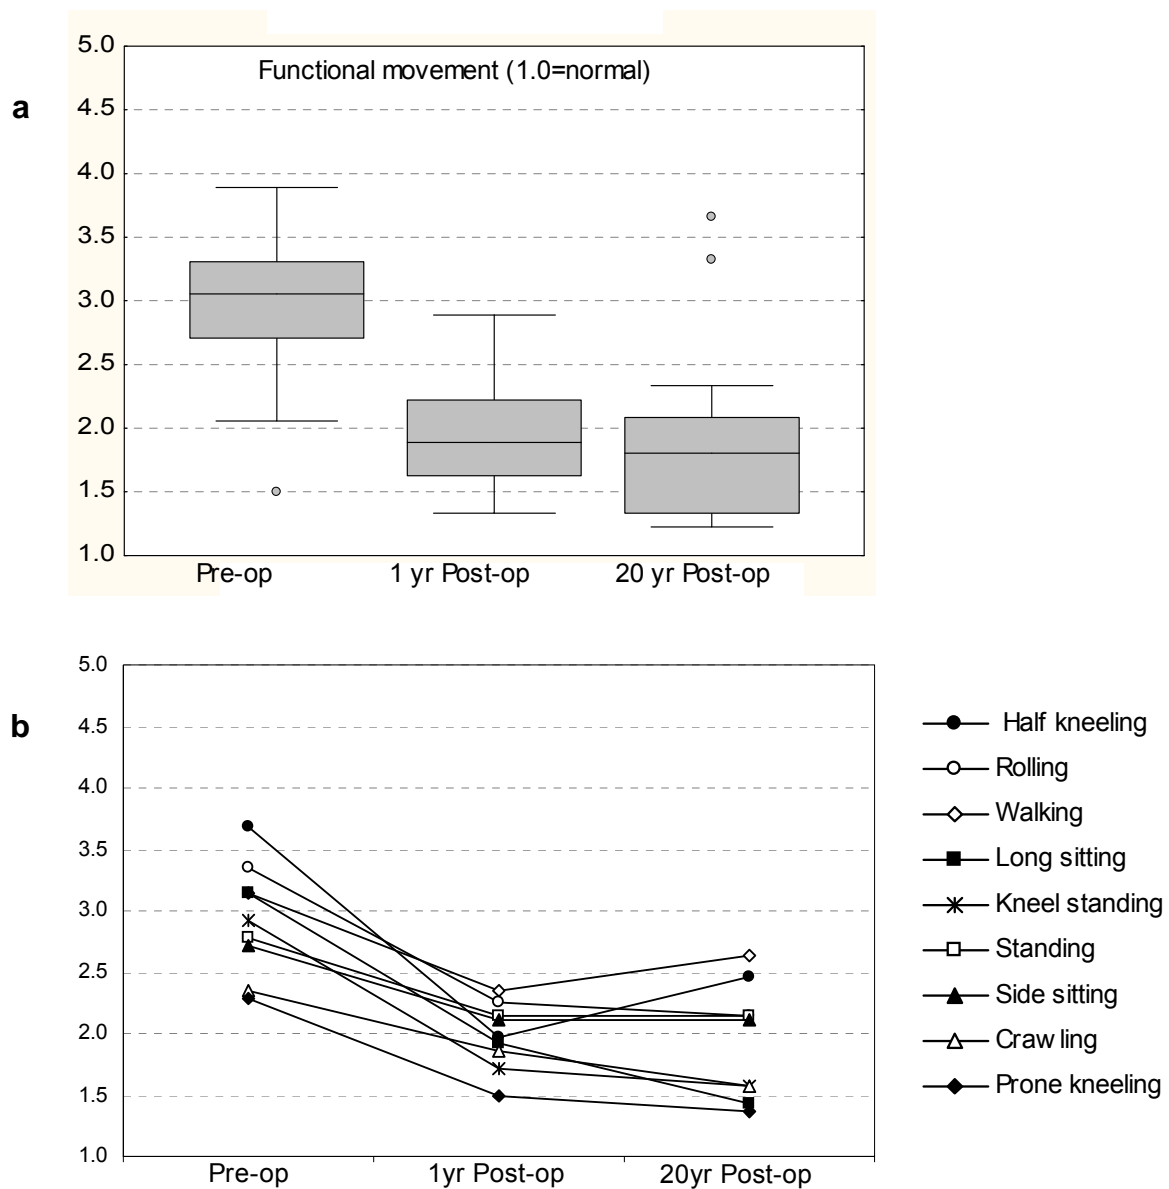 a
Functional movement (1.0=normal)
5.0
4.5
4.0
3.5
3.0
2.5
2.0
1.5
1.0
Pre-op 1 yr Post-op 20 yr Post-op
b
5.0
4.5
4.0
3.5
3.0
2.5
2.0
1.5
1.0
Pre-op 1yr Post-op 20yr Post-op
Half kneeling
Rolling
Walking
Long sitting
Kneel standing
Standing
Side sitting
Crawling
Prone kneeling